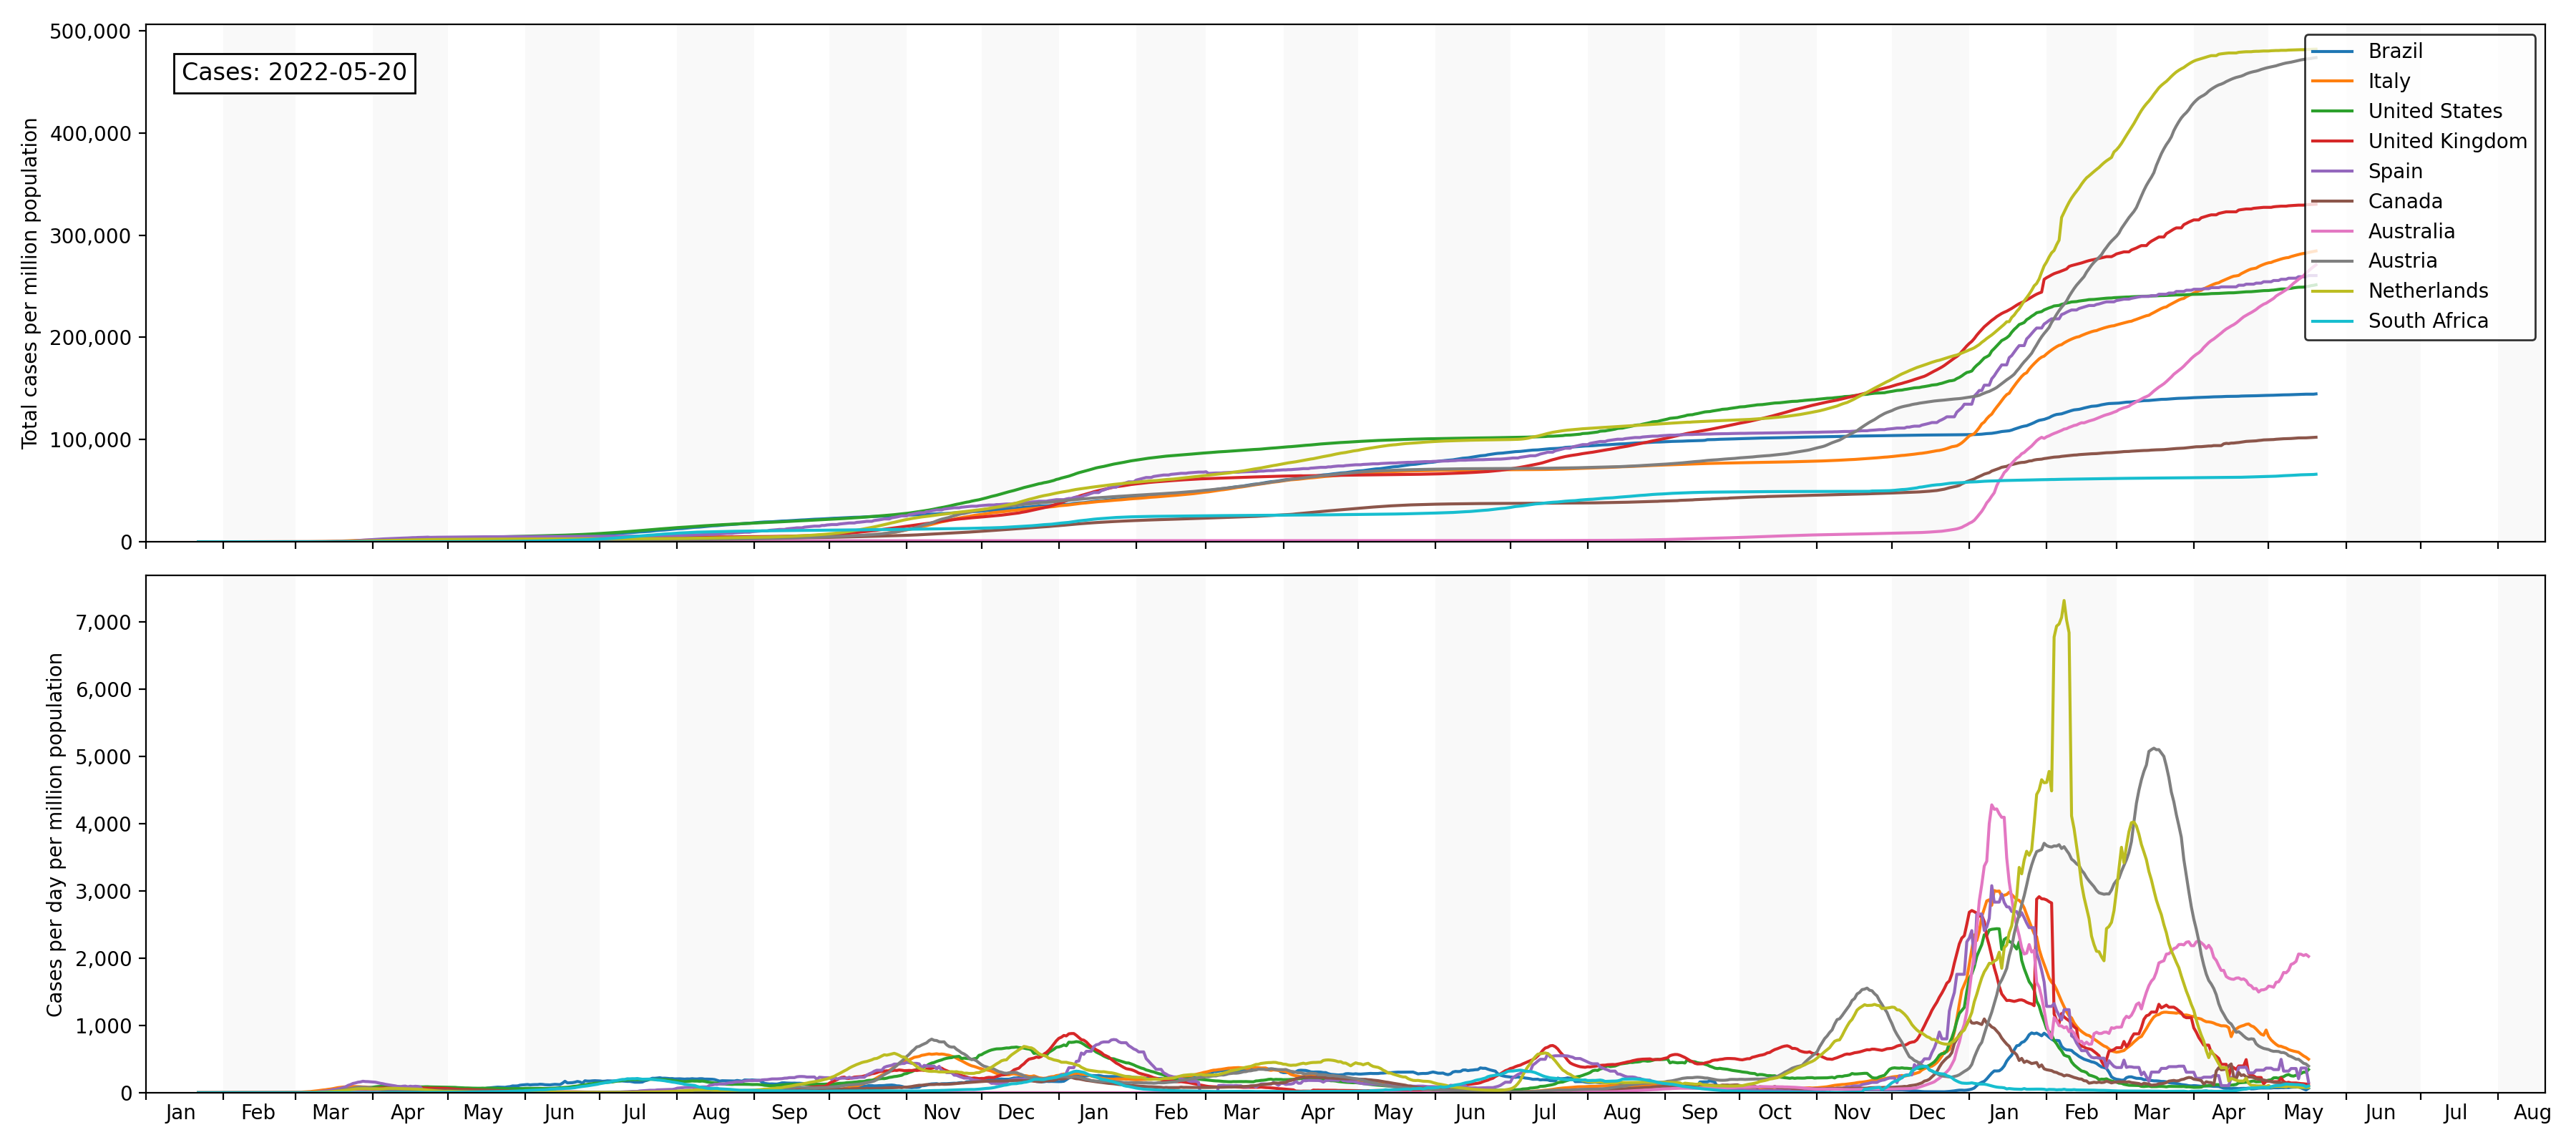 Total cases per million population
500,000
400,000
300,000
200,000
100,000
0
Cases: 2022-05-20
Brazil
Italy
United States
United Kingdom
Spain
Canada
Australia
Austria
Netherlands
South Africa
Cases per day per million population
7,000
6,000
5,000
4,000
3,000
2,000
1,000
0
Jan Feb Mar Apr May Jun Jul Aug Sep Oct Nov Dec Jan Feb Mar Apr May Jun Jul Aug Sep Oct Nov Dec Jan Feb Mar Apr May Jun Jul Aug